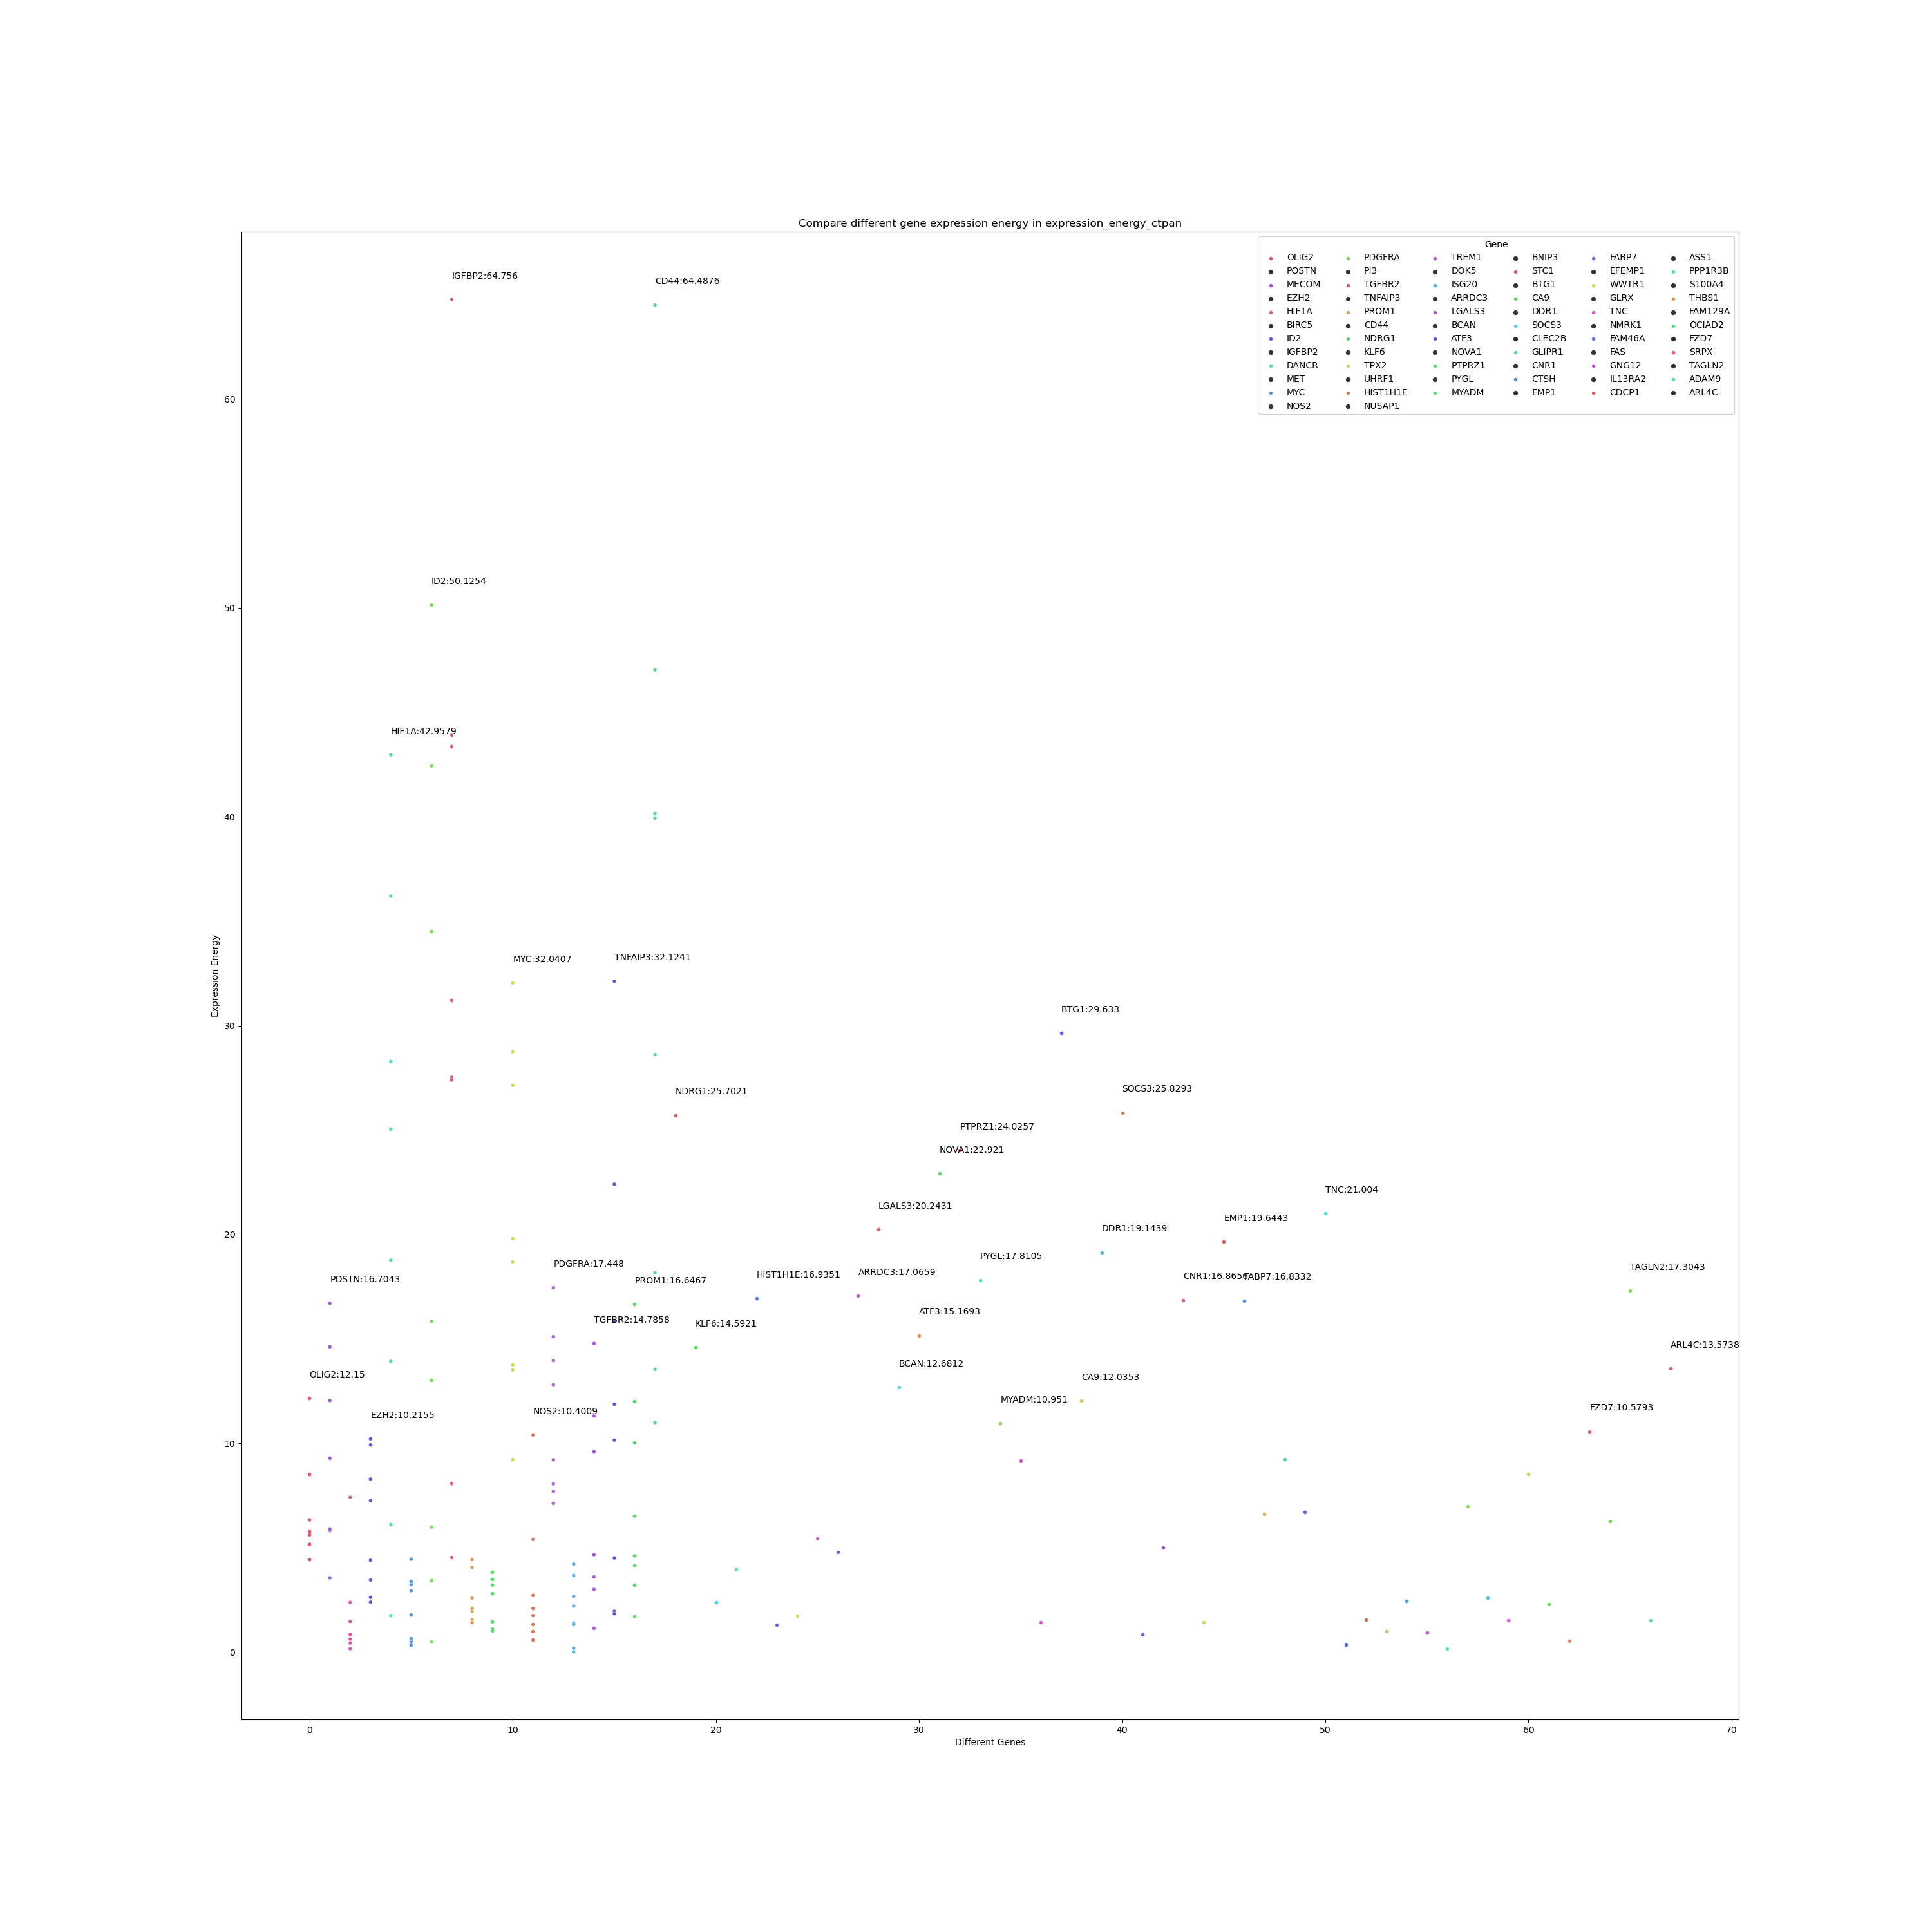 Compare different gene expression energy in expression_energy_ctpan
Gene
OLIG2 PDGFRA TREM1 BNIP3 FABP7 ASS1
POSTN PI3 DOK5 STC1 EFEMP1 PPP1R3B
MECOM TGFBR2 ISG20 BTG1 WWTR1 S100A4
EZH2 TNFAIP3 ARRDC3 CA9 GLRX THBS1
HIF1A PROM1 LGALS3 DDR1 TNC FAM129A
BIRC5 CD44 BCAN SOCS3 NMRK1 OCIAD2
ID2 NDRG1 ATF3 CLEC2B FAM46A FZD7
IGFBP2 KLF6 NOVA1 GLIPR1 FAS SRPX
DANCR TPX2 PTPRZ1 CNR1 GNG12 TAGLN2
MET UHRF1 PYGL CTSH IL13RA2 ADAM9
MYC HIST1H1E MYADM EMP1 CDCP1 ARL4C
NOS2 NUSAP1
IGFBP2:64.756
CD44:64.4876
60
ID2:50.1254
50
HIF1A:42.9579
40
MYC:32.0407
TNFAIP3:32.1241
Expression Energy
30
BTG1:29.633
NDRG1:25.7021
SOCS3:25.8293
PTPRZ1:24.0257
NOVA1:22.921
TNC:21.004
LGALS3:20.2431
EMP1:19.6443
DDR1:19.1439
20
PYGL:17.8105
PDGFRA:17.448
TAGLN2:17.3043
ARRDC3:17.0659
HIST1H1E:16.9351
CNR1:16.8656
FABP7:16.8332
POSTN:16.7043
PROM1:16.6467
ATF3:15.1693
TGFBR2:14.7858
KLF6:14.5921
ARL4C:13.5738
BCAN:12.6812
OLIG2:12.15
CA9:12.0353
MYADM:10.951
FZD7:10.5793
NOS2:10.4009
EZH2:10.2155
10
0
0 10 20 30 40 50 60 70
Different Genes